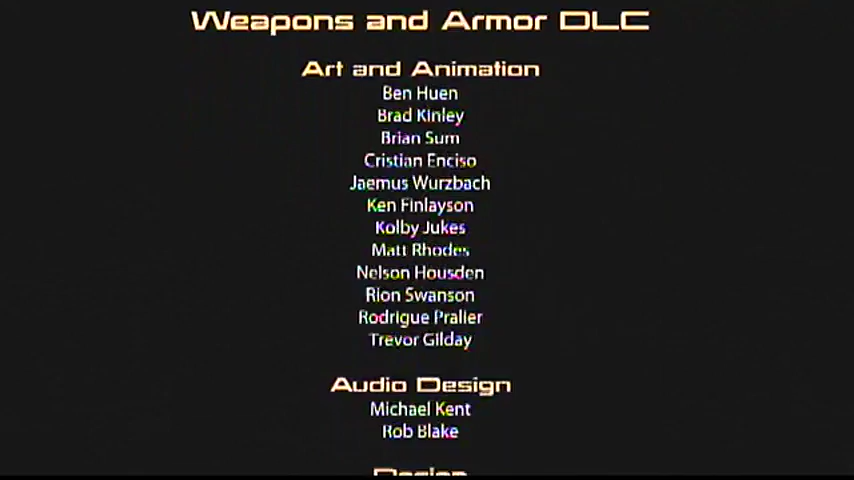 Weapons and Armor DLC
Art and Animation
Ben Huen
Brad Kinley
Brian Sum
Cristian Enciso
Jaemus Wurzbach
Ken Finlayson
Kolby Jukes
Matt Rhodes
Nelson Housden
Rion Swanson
Rodrigue Pralier
Trevor Gilday
Audio Design
Michael Kent
Rob Blake
Design